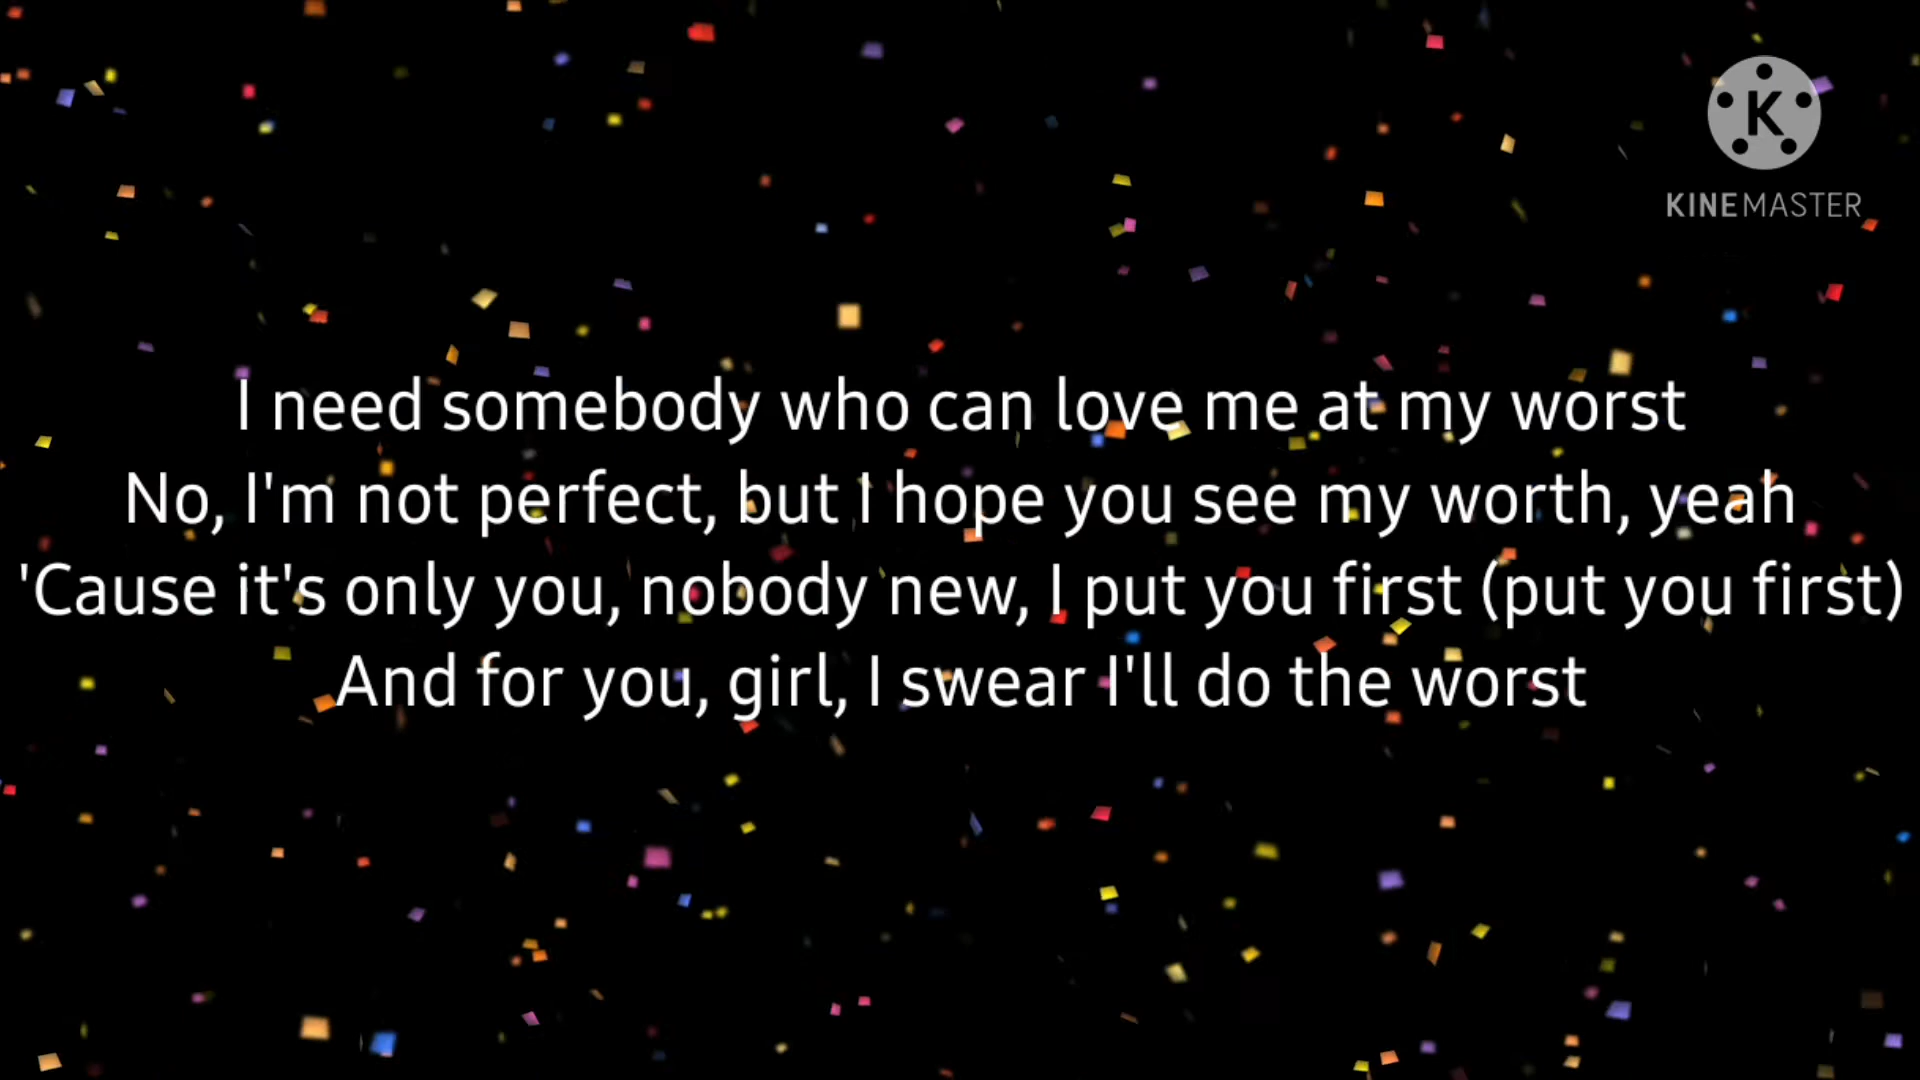 K
KINEMASTER
I need somebody who can love me at my worst
No, I'm not perfect, but I hope you see my worth, yeah
'Cause it's only you, nobody new, I put you first (put you first)
And for you, girl, I swear I'll do the worst